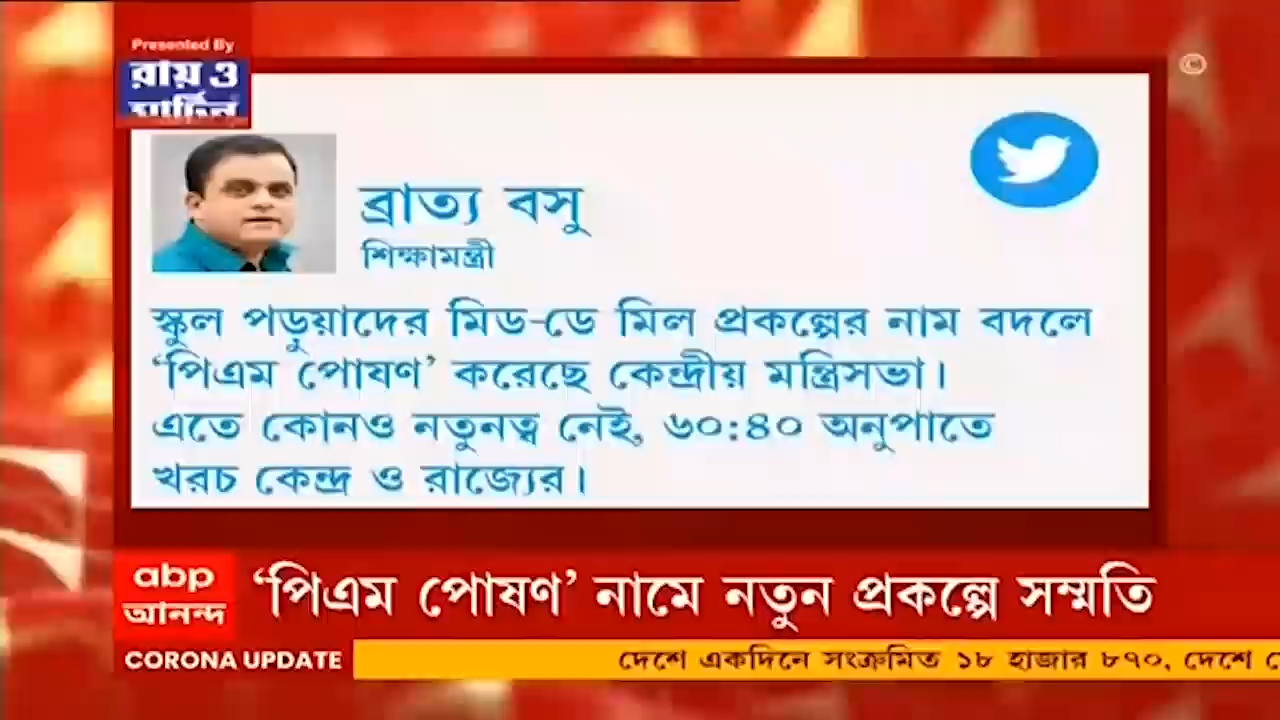 Presented By
রায় ও
মার্টিন
©
ব্রাত্য বসু
শিক্ষামন্ত্রী
স্কুল পড়ুয়াদের মিড-ডে মিল প্রকল্পের নাম বদলে
‘পিএম পোষণ’ করেছে কেন্দ্রীয় মন্ত্রিসভা।
এতে কোনও নতুনত্ব নেই, ৬০:৪০ অনুপাতে
খরচ কেন্দ্র ও রাজ্যের।
abp
আনন্দ
‘পিএম পোষণ’ নামে নতুন প্রকল্পে সম্মতি
CORONA UPDATE
দেশে একদিনে সংক্রমিত ১৮ হাজার ৮৭০, দেশে